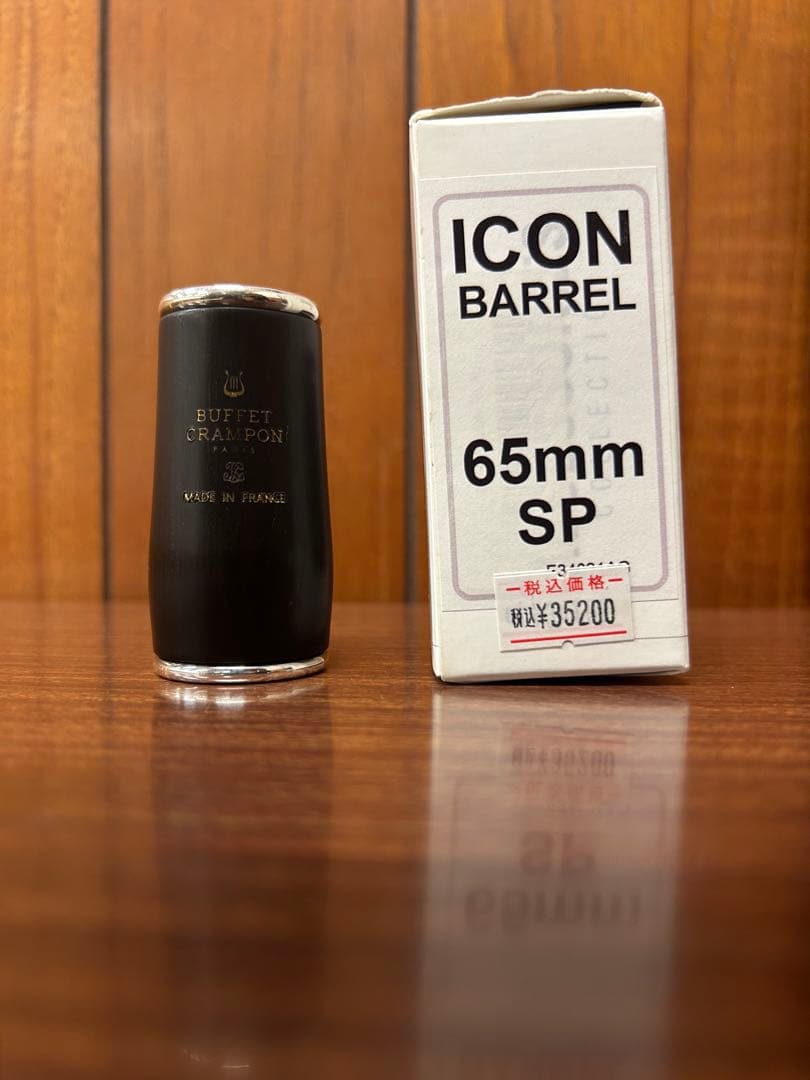 BUFFET
CRAMPON
PARIS
MADE IN FRANCE
ICON
BARREL
65mm
SP
税込価格
税込¥35200